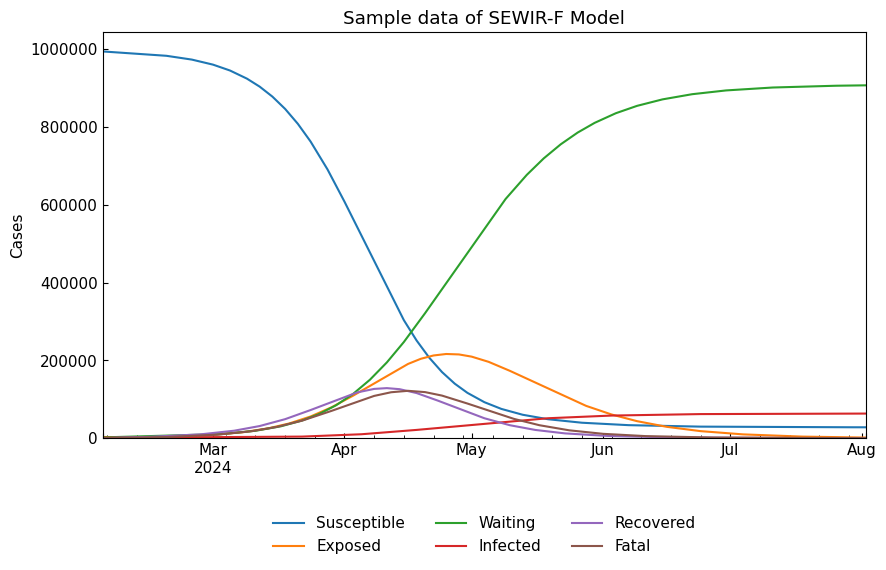 Sample data of SEWIR-F Model
Cases
1000000
800000
600000
400000
200000
0
Mar
2024
Apr
May
Jun
Jul
Aug
Susceptible
Waiting
Recovered
Exposed
Infected
Fatal